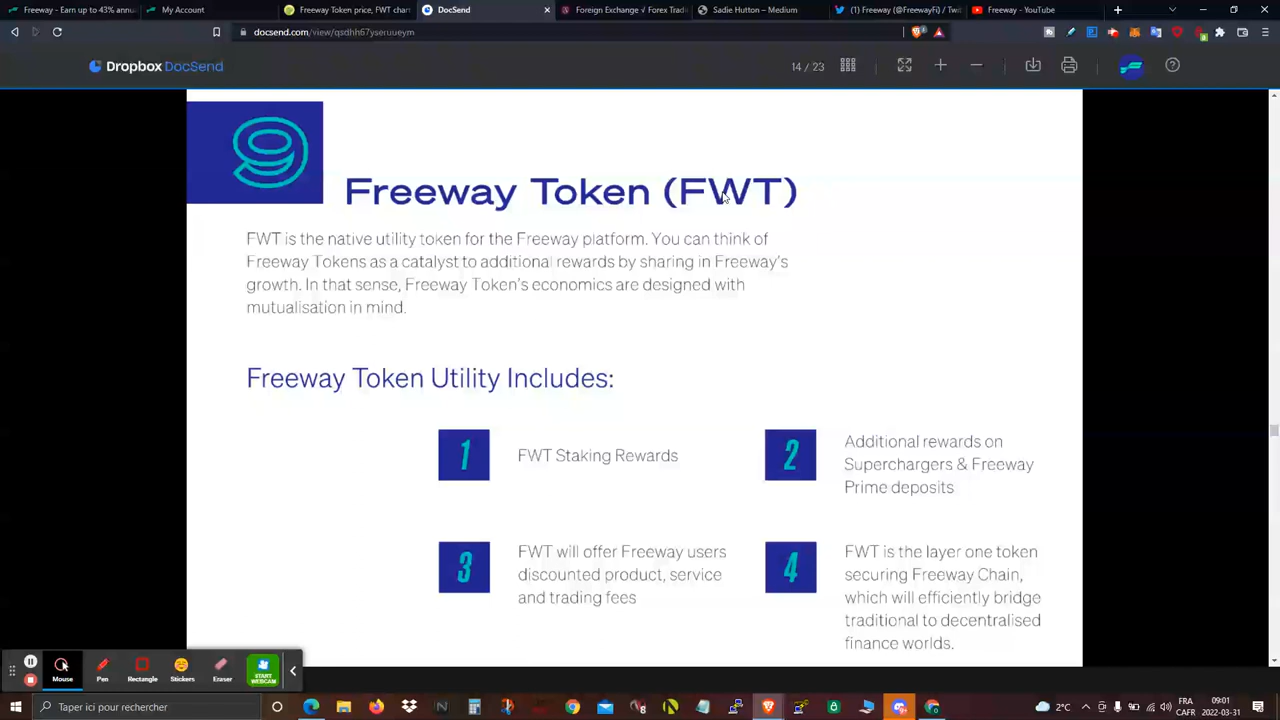 Freeway - Earn up to 43% annu
My Account
Freeway Token price, FWT char
DocSend
Foreign Exchange √ Forex Tradi
Sadie Hutton – Medium
(1) Freeway (@FreewayFi) / Twit
Freeway - YouTube
docsend.com/view/qsdhh67yseruueym
Dropbox DocSend
14 / 23
9
Freeway Token (FWT)
FWT is the native utility token for the Freeway platform. You can think of
Freeway Tokens as a catalyst to additional rewards by sharing in Freeway's
growth. In that sense, Freeway Token's economics are designed with
mutualisation in mind.
Freeway Token Utility Includes:
1
FWT Staking Rewards
2
Additional rewards on
Superchargers & Freeway
Prime deposits
3
FWT will offer Freeway users
discounted product, service
and trading fees
4
FWT is the layer one token
securing Freeway Chain,
which will efficiently bridge
traditional to decentralised
finance worlds.
Mouse
Pen
Rectangle
Stickers
Eraser
START
WEBCAM
Taper ici pour rechercher
2°C
FR
CAFR
09:01
2022-03-31